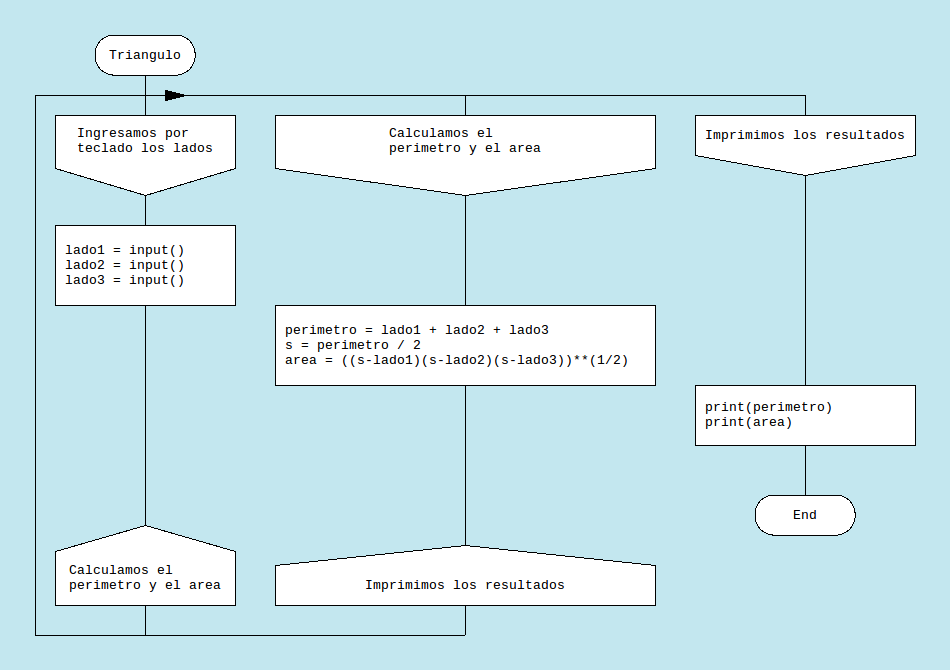 Triangulo
Ingresamos por
teclado los lados
lado1 = input()
lado2 = input()
lado3 = input()
Calculamos el
perimetro y el area
Calculamos el
perimetro y el area
perimetro = lado1 + lado2 + lado3
s = perimetro / 2
area = ((s-lado1)(s-lado2)(s-lado3))**(1/2)
Imprimimos los resultados
Imprimimos los resultados
print(perimetro)
print(area)
End